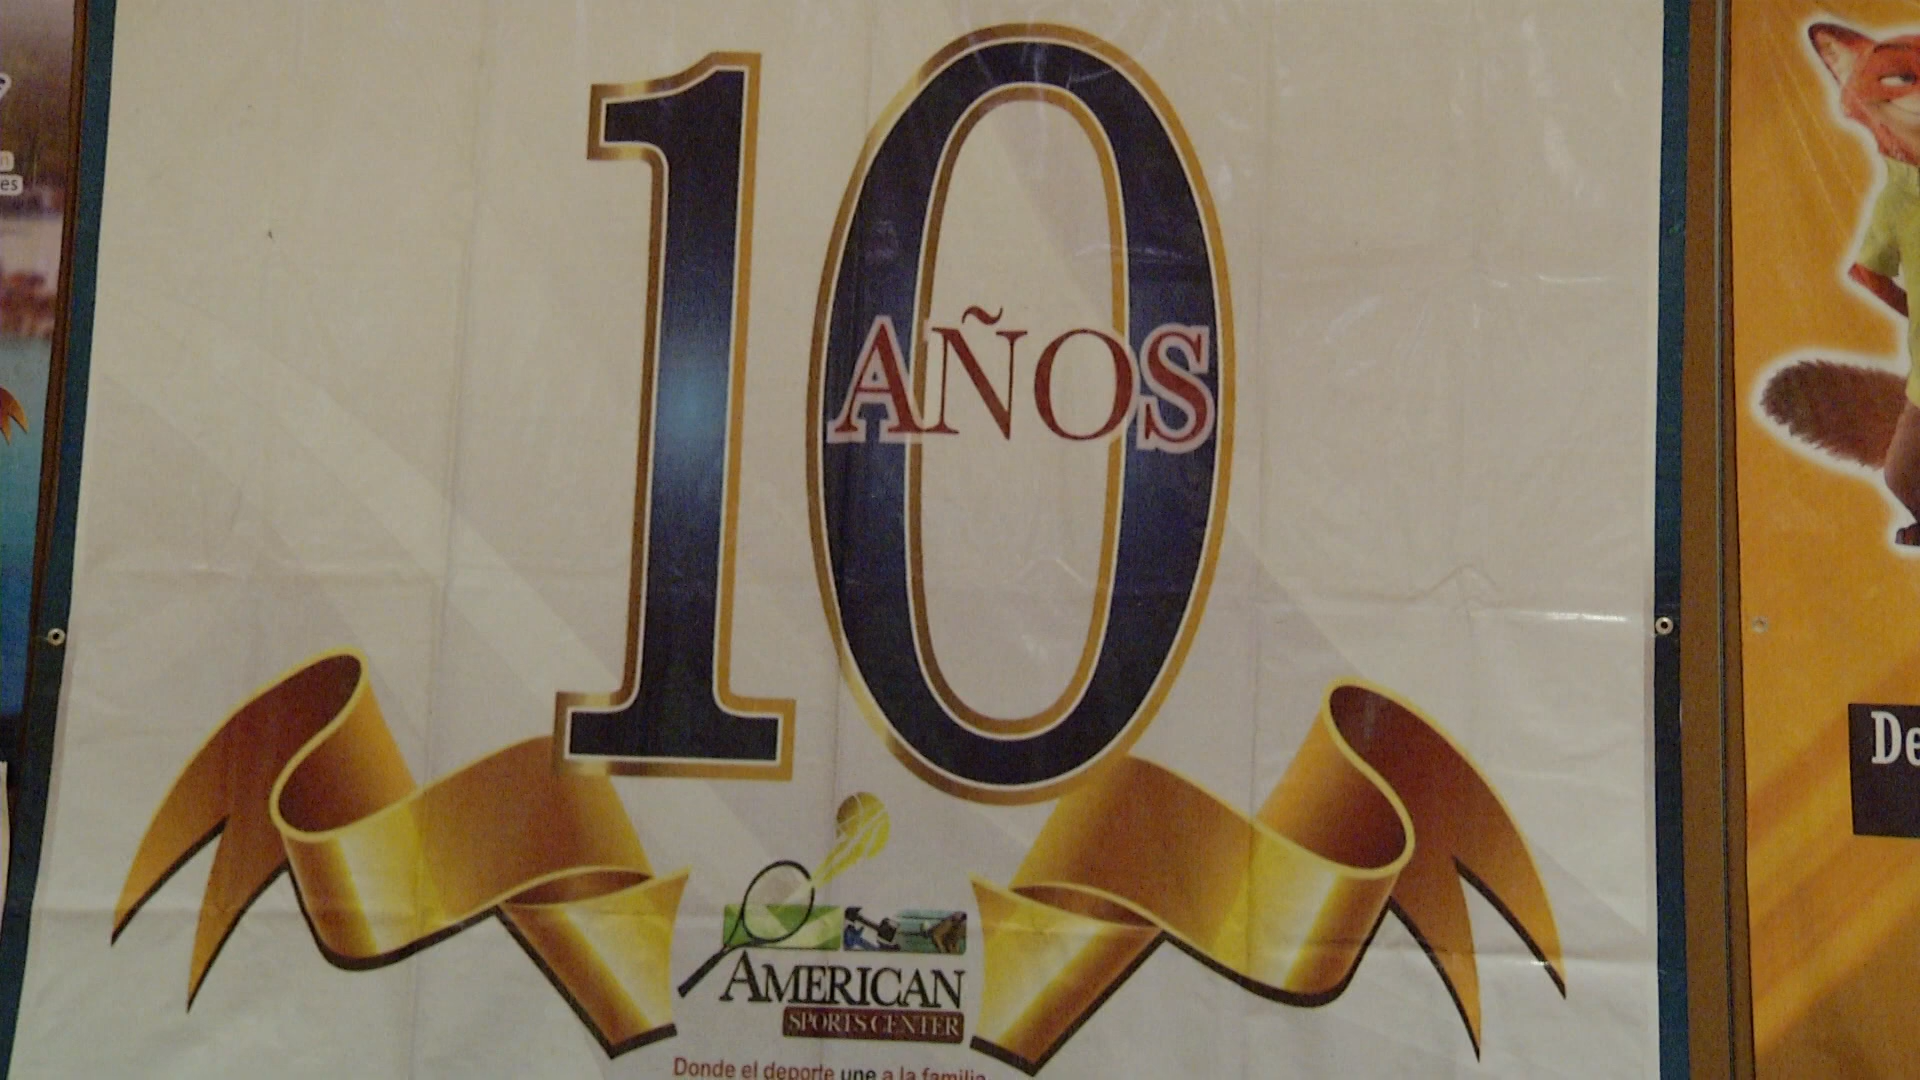 10
AÑOS
AMERICAN
SPORTS CENTER
Donde el deporte une a la familia